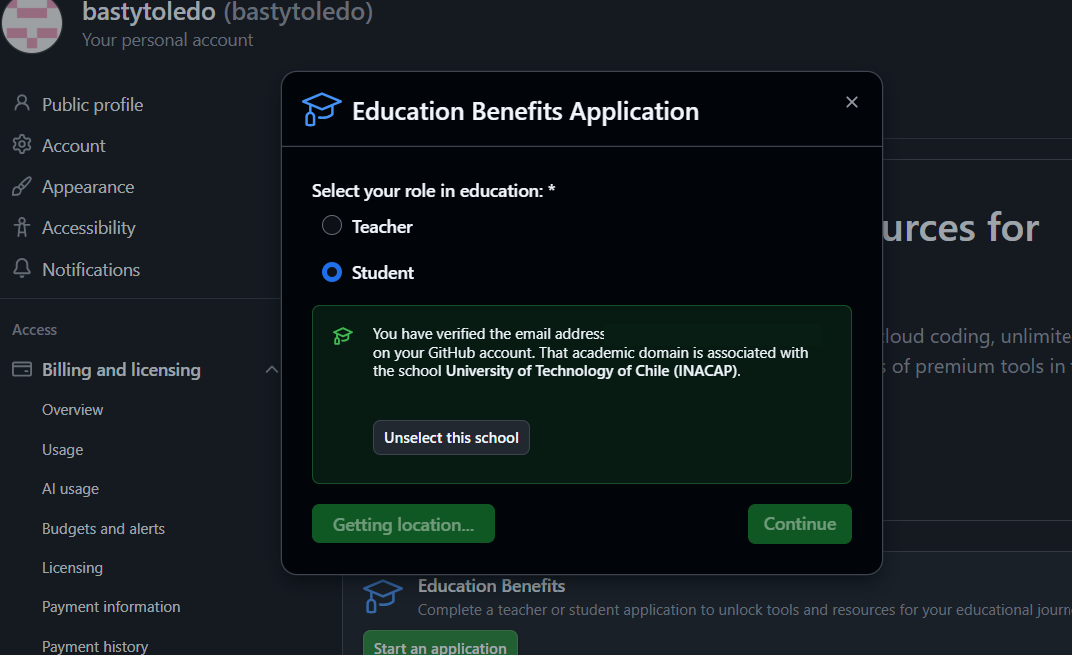 bastytoledo (bastytoledo)
Your personal account
Public profile
Account
Appearance
Accessibility
Notifications
Access
Billing and licensing
Overview
Usage
AI usage
Budgets and alerts
Licensing
Payment information
Payment history
Education Benefits Application
Select your role in education: *
Teacher
Student
You have verified the email address
on your GitHub account. That academic domain is associated with
the school University of Technology of Chile (INACAP).
Unselect this school
Getting location...
Continue
urces for
loud coding, unlimite
of premium tools in
Education Benefits
Complete a teacher or student application to unlock tools and resources for your educational journ
Start an application